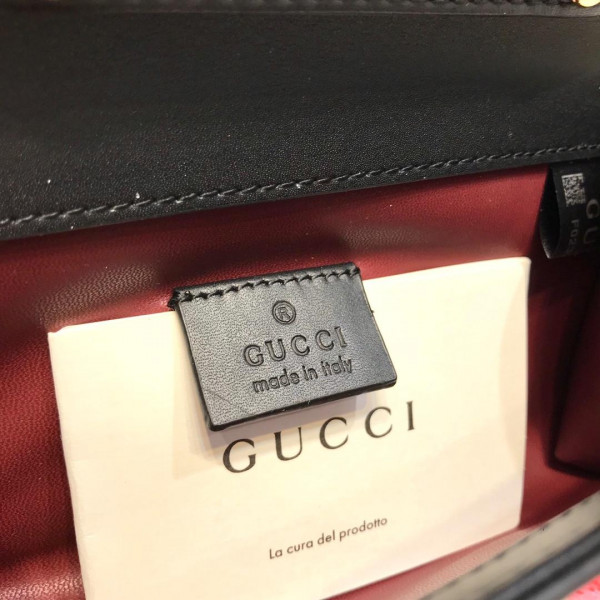 ®
GUCCI
made in italy
GUCCI
La cura del prodotto